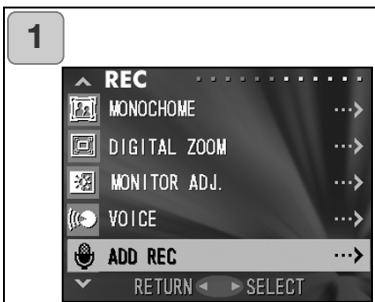 1
REC
MONOCHOME
DIGITAL ZOOM
MONITOR ADJ.
VOICE
ADD REC
RETURN SELECT